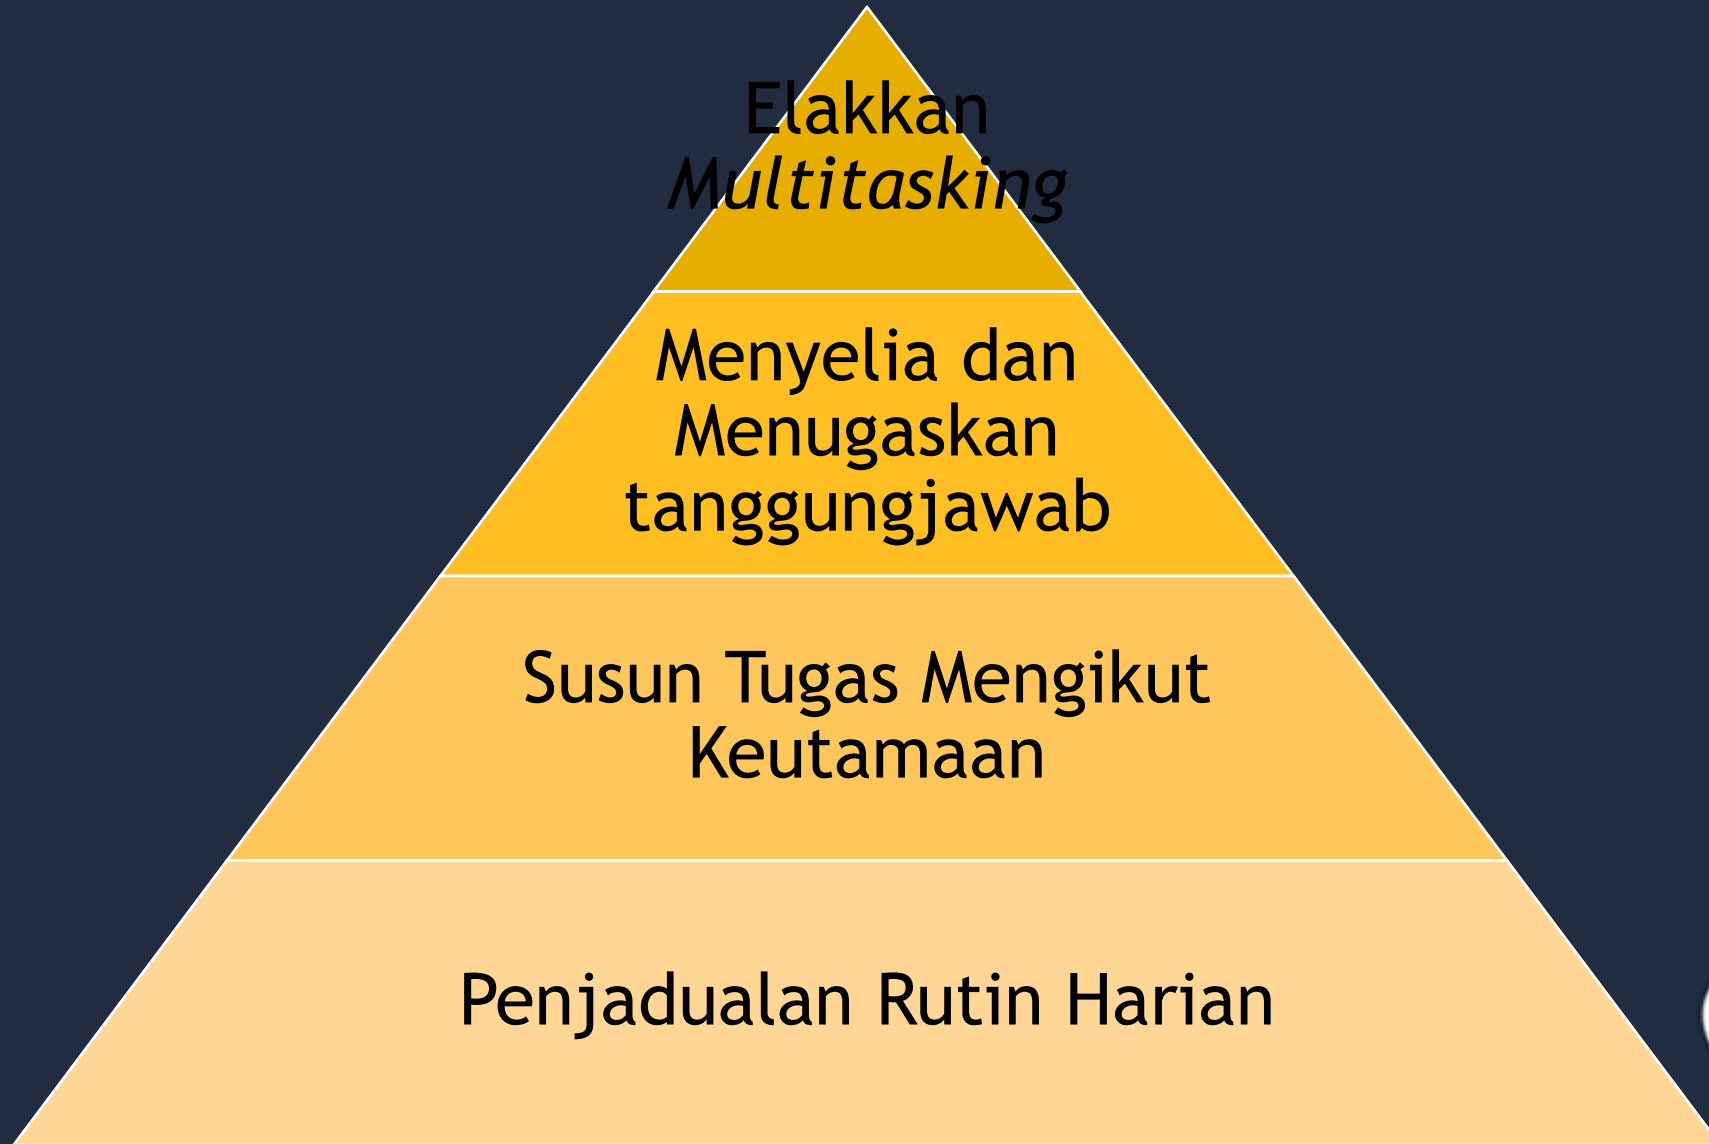 Elakkan
Multitasking
Menyelia dan
Menugaskan
tanggungjawab
Susun Tugas Mengikut
Keutamaan
Penjadualan Rutin Harian